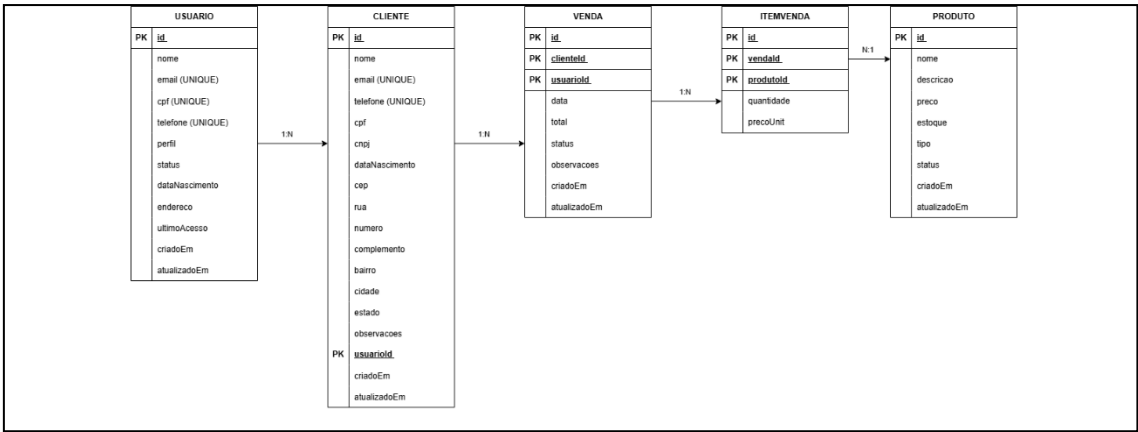 USUARIO
PK id
nome
email (UNIQUE)
cpf (UNIQUE)
telefone (UNIQUE)
perfil
status
dataNascimento
endereco
ultimoAcesso
criadoEm
atualizadoEm
1:N
CLIENTE
PK id
nome
email (UNIQUE)
telefone (UNIQUE)
cpf
cnpj
dataNascimento
cep
rua
numero
complemento
bairro
cidade
estado
observacoes
PK usuarioId
criadoEm
atualizadoEm
1:N
VENDA
PK id
PK clienteId
PK usuarioId
data
total
status
observacoes
criadoEm
atualizadoEm
1:N
ITEMVENDA
PK id
PK vendaId
PK produtoId
quantidade
precoUnit
N:1
PRODUTO
PK id
nome
descricao
preco
estoque
tipo
status
criadoEm
atualizadoEm